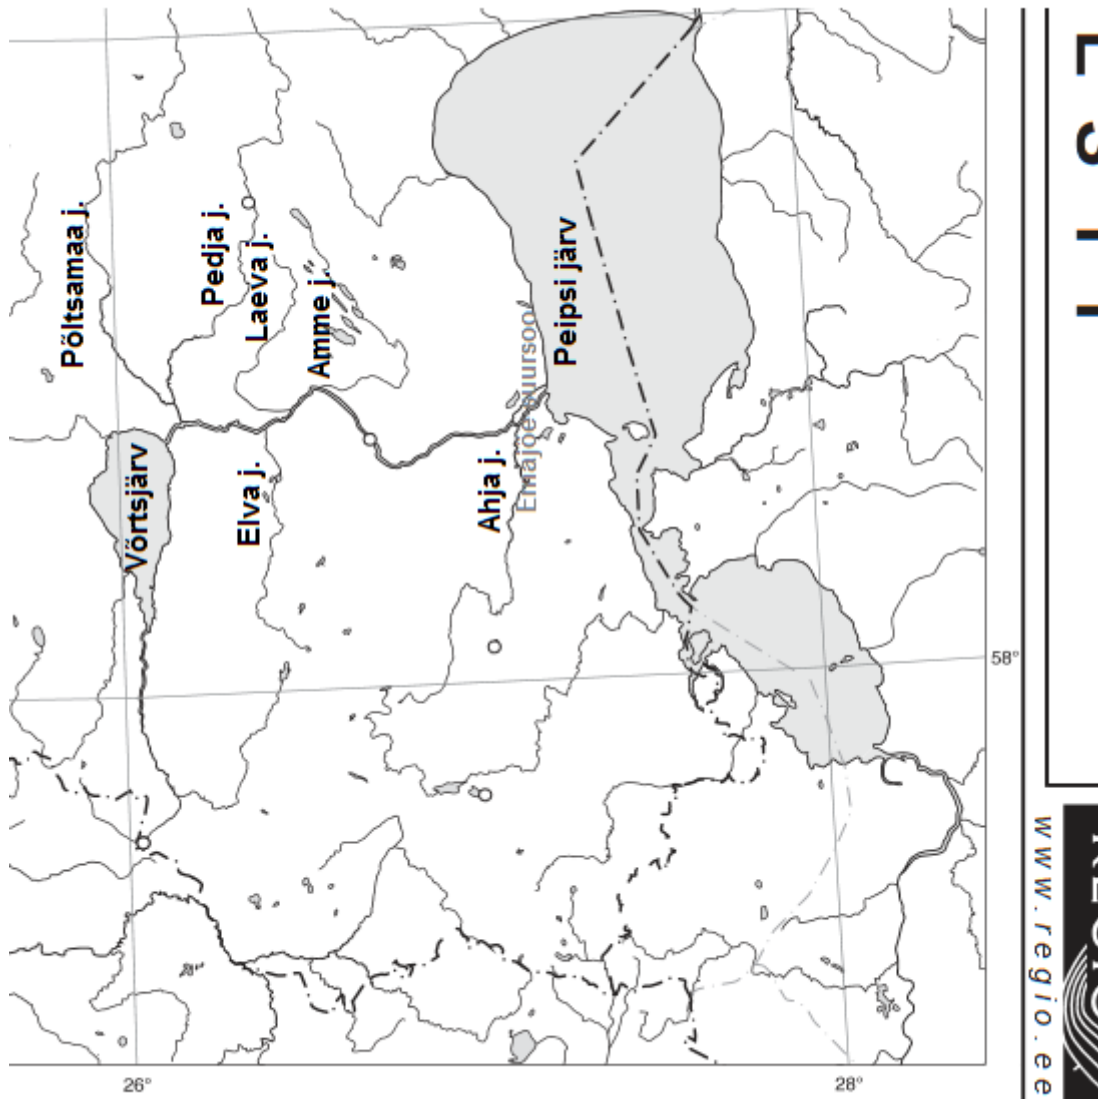 Põltsamaa j.
Pedja j.
Laeva j.
Amme j.
Peipsi järv
Emajõe suursoo
Võrtsjärv
Elva j.
Ahja j.
58°
26°
28°
www.regio.ee